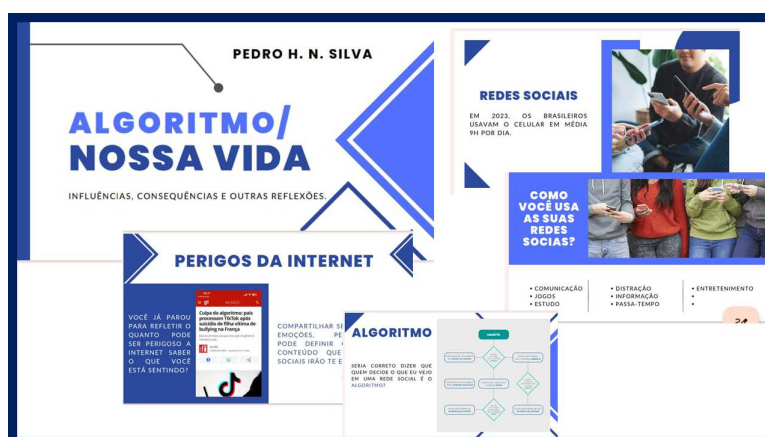 PEDRO H. N. SILVA
ALGORITMO/
NOSSA VIDA
INFLUÊNCIAS, CONSEQUÊNCIAS E OUTRAS REFLEXÕES.
REDES SOCIAIS
EM 2023, OS BRASILEIROS
USAVAM O CELULAR EM MÉDIA
9H POR DIA.
COMO
VOCÊ USA
AS SUAS
REDES
SOCIAS?
• COMUNICAÇÃO
• JOGOS
• ESTUDO
• DISTRAÇÃO
• INFORMAÇÃO
• PASSA-TEMPO
• ENTRETENIMENTO
•
•
PERIGOS DA INTERNET
VOCÊ JÁ PAROU
PARA REFLETIR O
QUANTO PODE
SER PERIGOSO A
INTERNET SABER
O QUE VOCÊ
ESTÁ SENTINDO?
g1
MUNDO
Culpa do algoritmo: pais
processam TikTok após
suicídio de filha vítima de
bullying na França
rfi
COMPARTILHAR
EMOÇÕES,
PODE DEFINIR
CONTEÚDO QUE
SOCIAIS IRÃO TE
ALGORITMO
SERIA CORRETO DIZER QUE
QUEM DECIDE O QUE EU VEJO
EM UMA REDE SOCIAL É O
ALGORITMO?